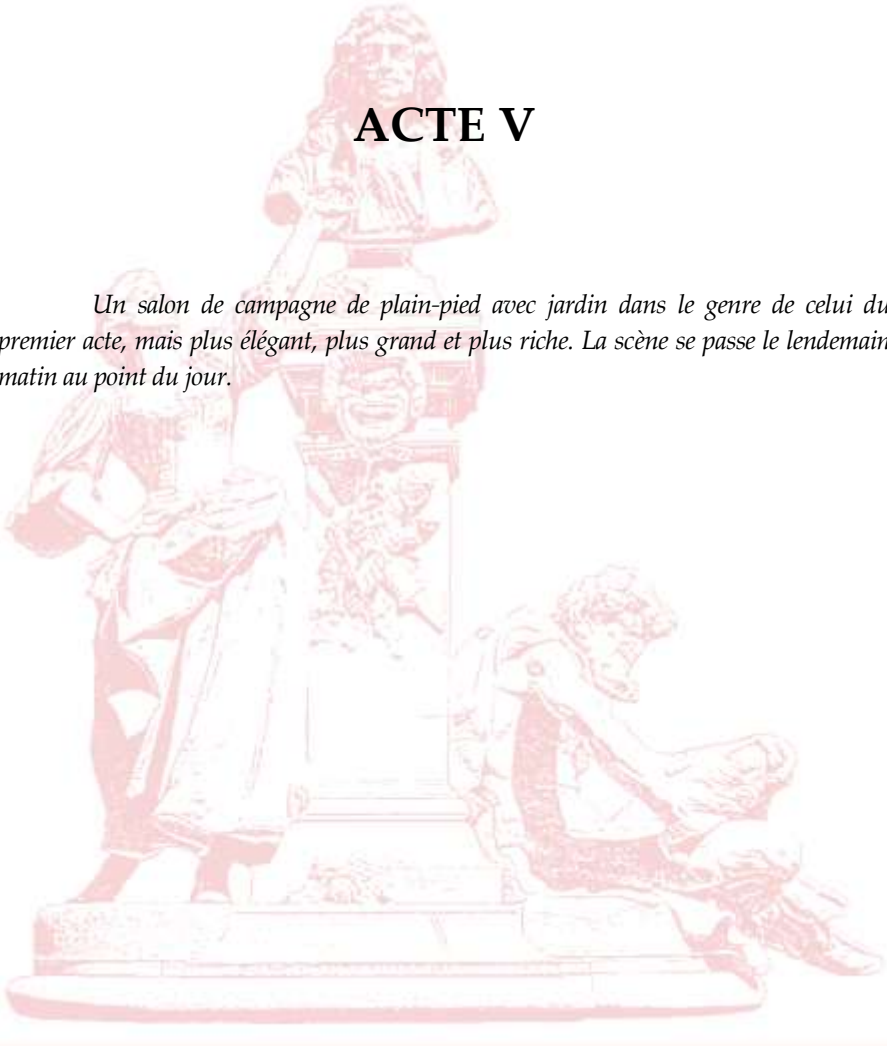 ACTE V
Un salon de campagne de plain-pied avec jardin dans le genre de celui du
premier acte, mais plus élégant, plus grand et plus riche. La scène se passe le lendemain
matin au point du jour.